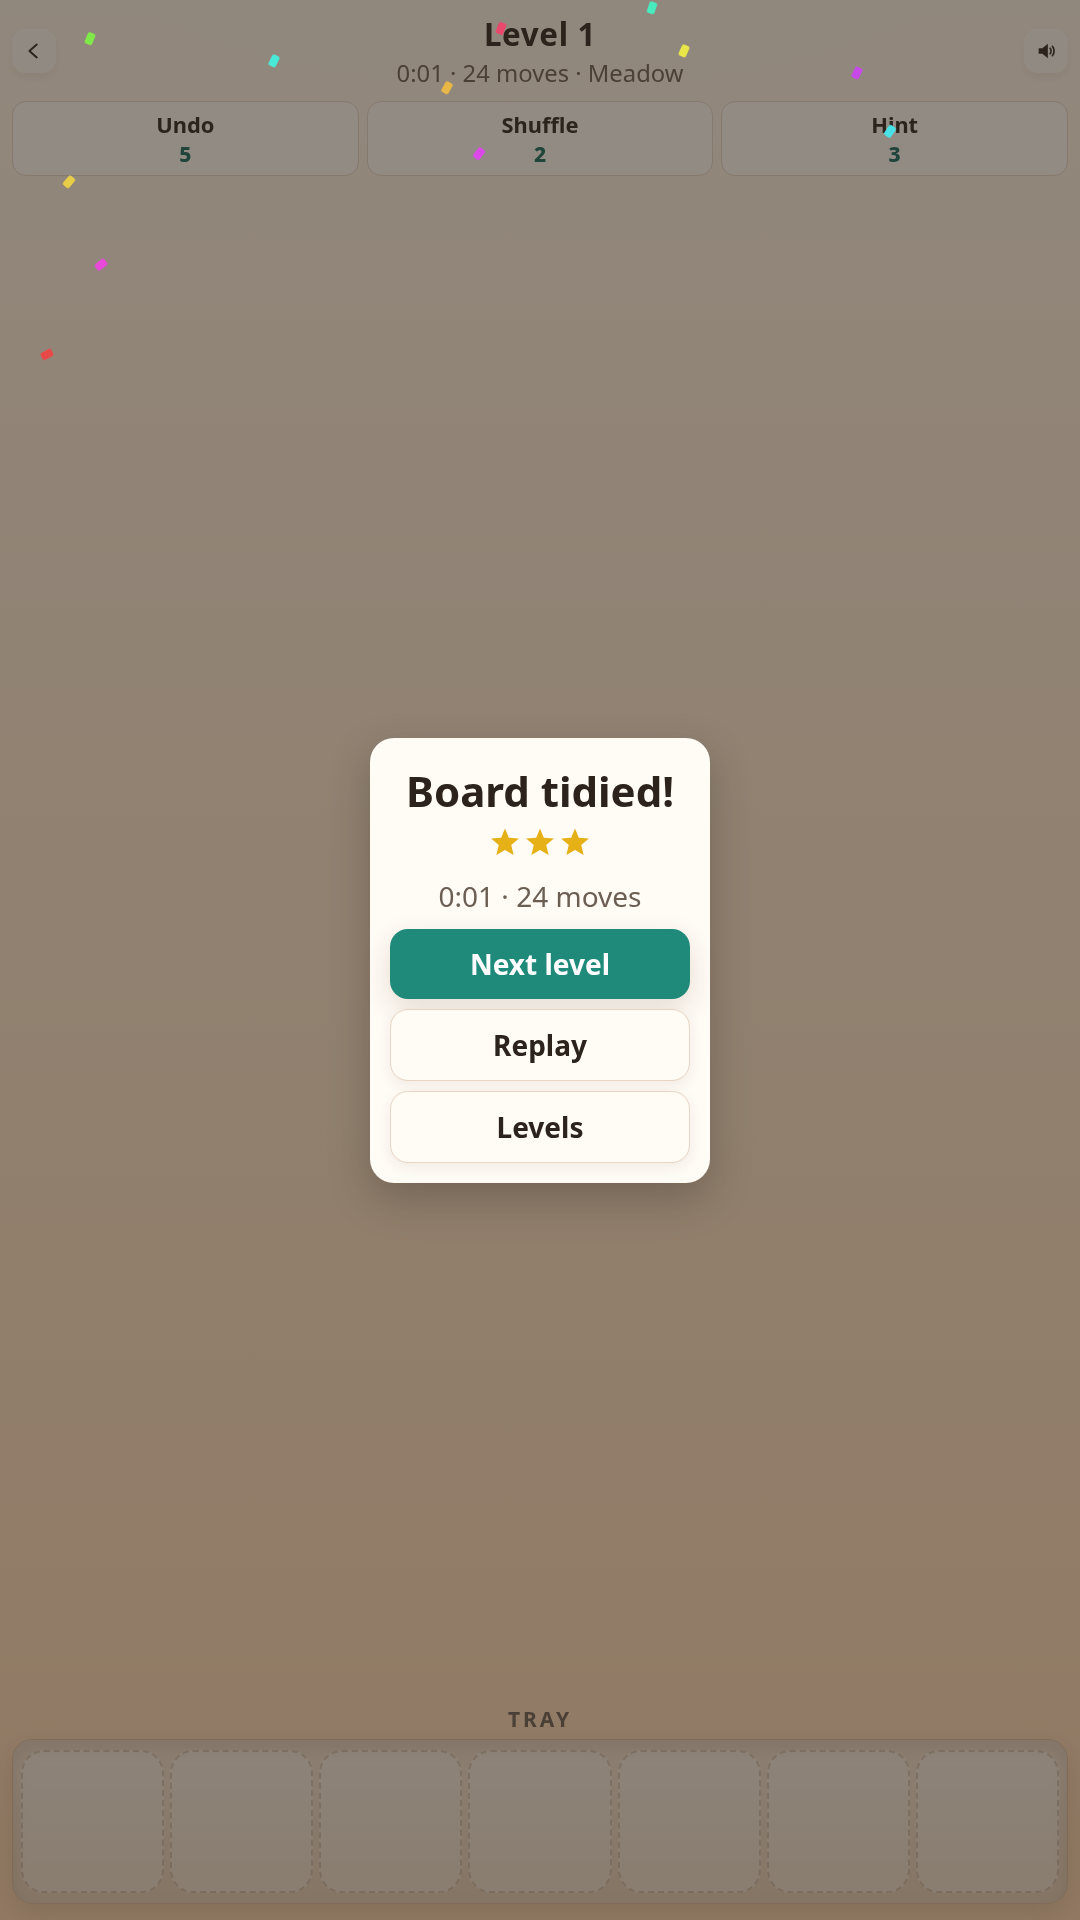 Level 1
0:01 · 24 moves · Meadow
Undo
5
Shuffle
2
Hint
3
Board tidied!
0:01 · 24 moves
Next level
Replay
Levels
TRAY